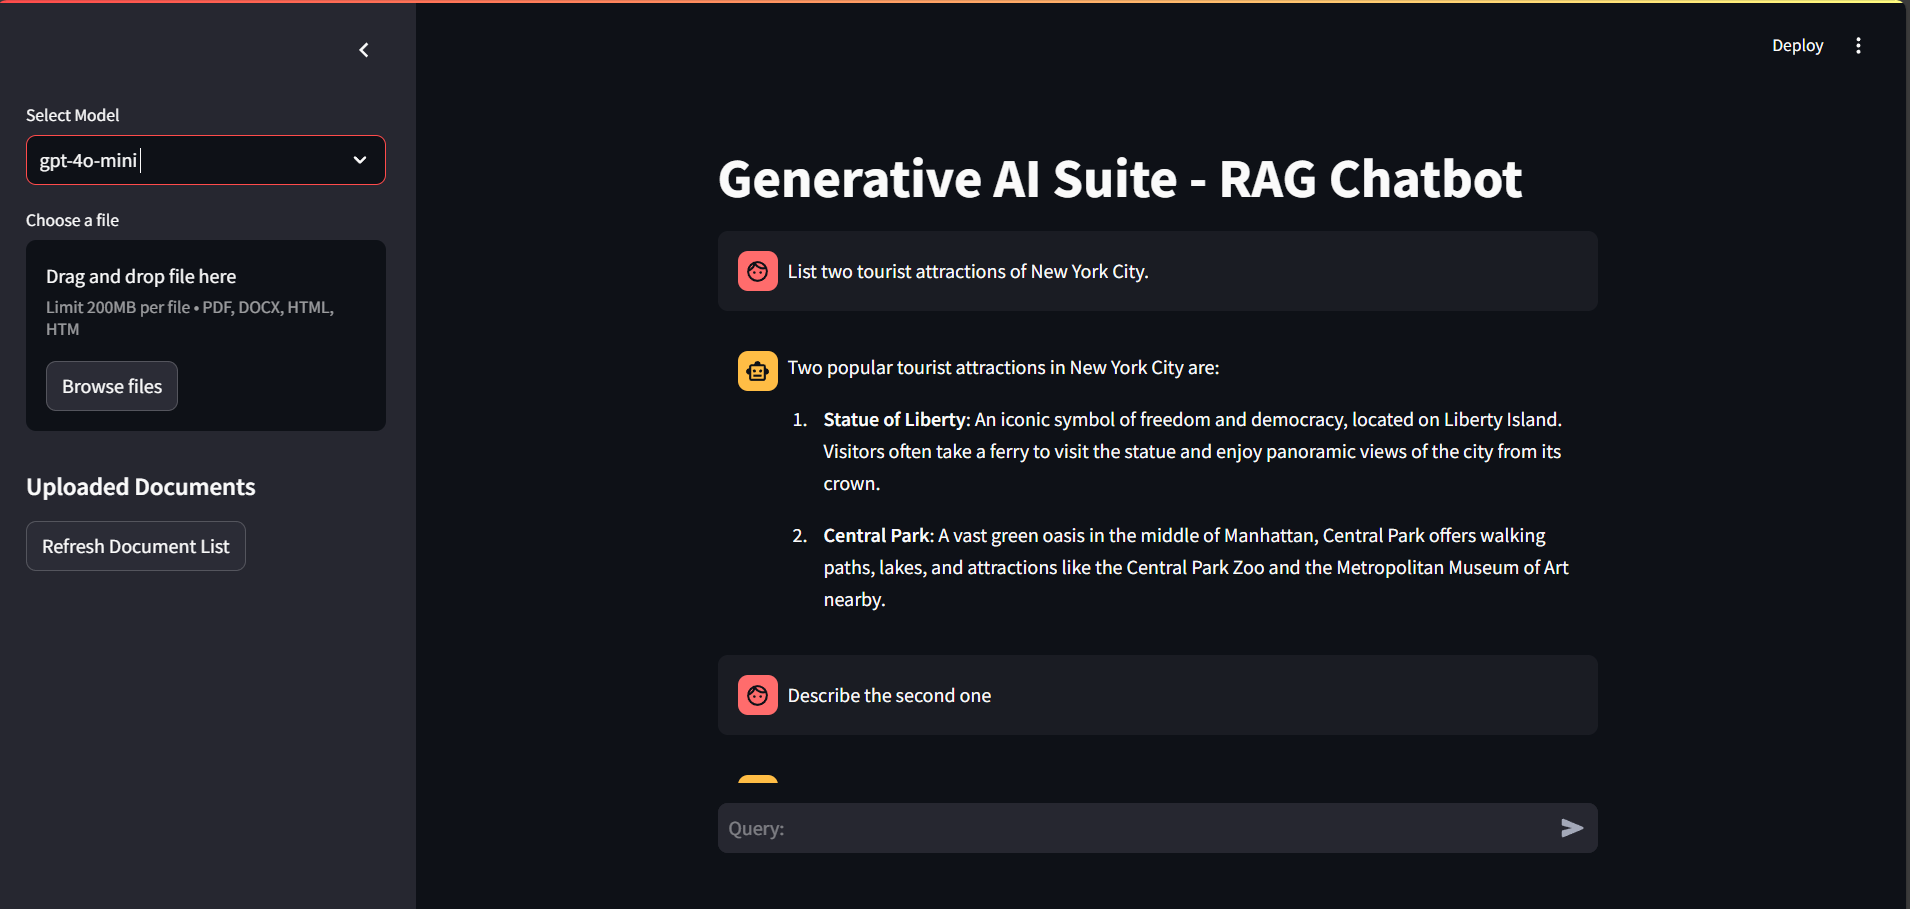 Deploy
Select Model
gpt-4o-mini
Choose a file
Drag and drop file here
Limit 200MB per file • PDF, DOCX, HTML,
HTM
Browse files
Uploaded Documents
Refresh Document List
Generative AI Suite - RAG Chatbot
List two tourist attractions of New York City.
Two popular tourist attractions in New York City are:
1. Statue of Liberty: An iconic symbol of freedom and democracy, located on Liberty Island.
Visitors often take a ferry to visit the statue and enjoy panoramic views of the city from its
crown.
2. Central Park: A vast green oasis in the middle of Manhattan, Central Park offers walking
paths, lakes, and attractions like the Central Park Zoo and the Metropolitan Museum of Art
nearby.
Describe the second one
Query: